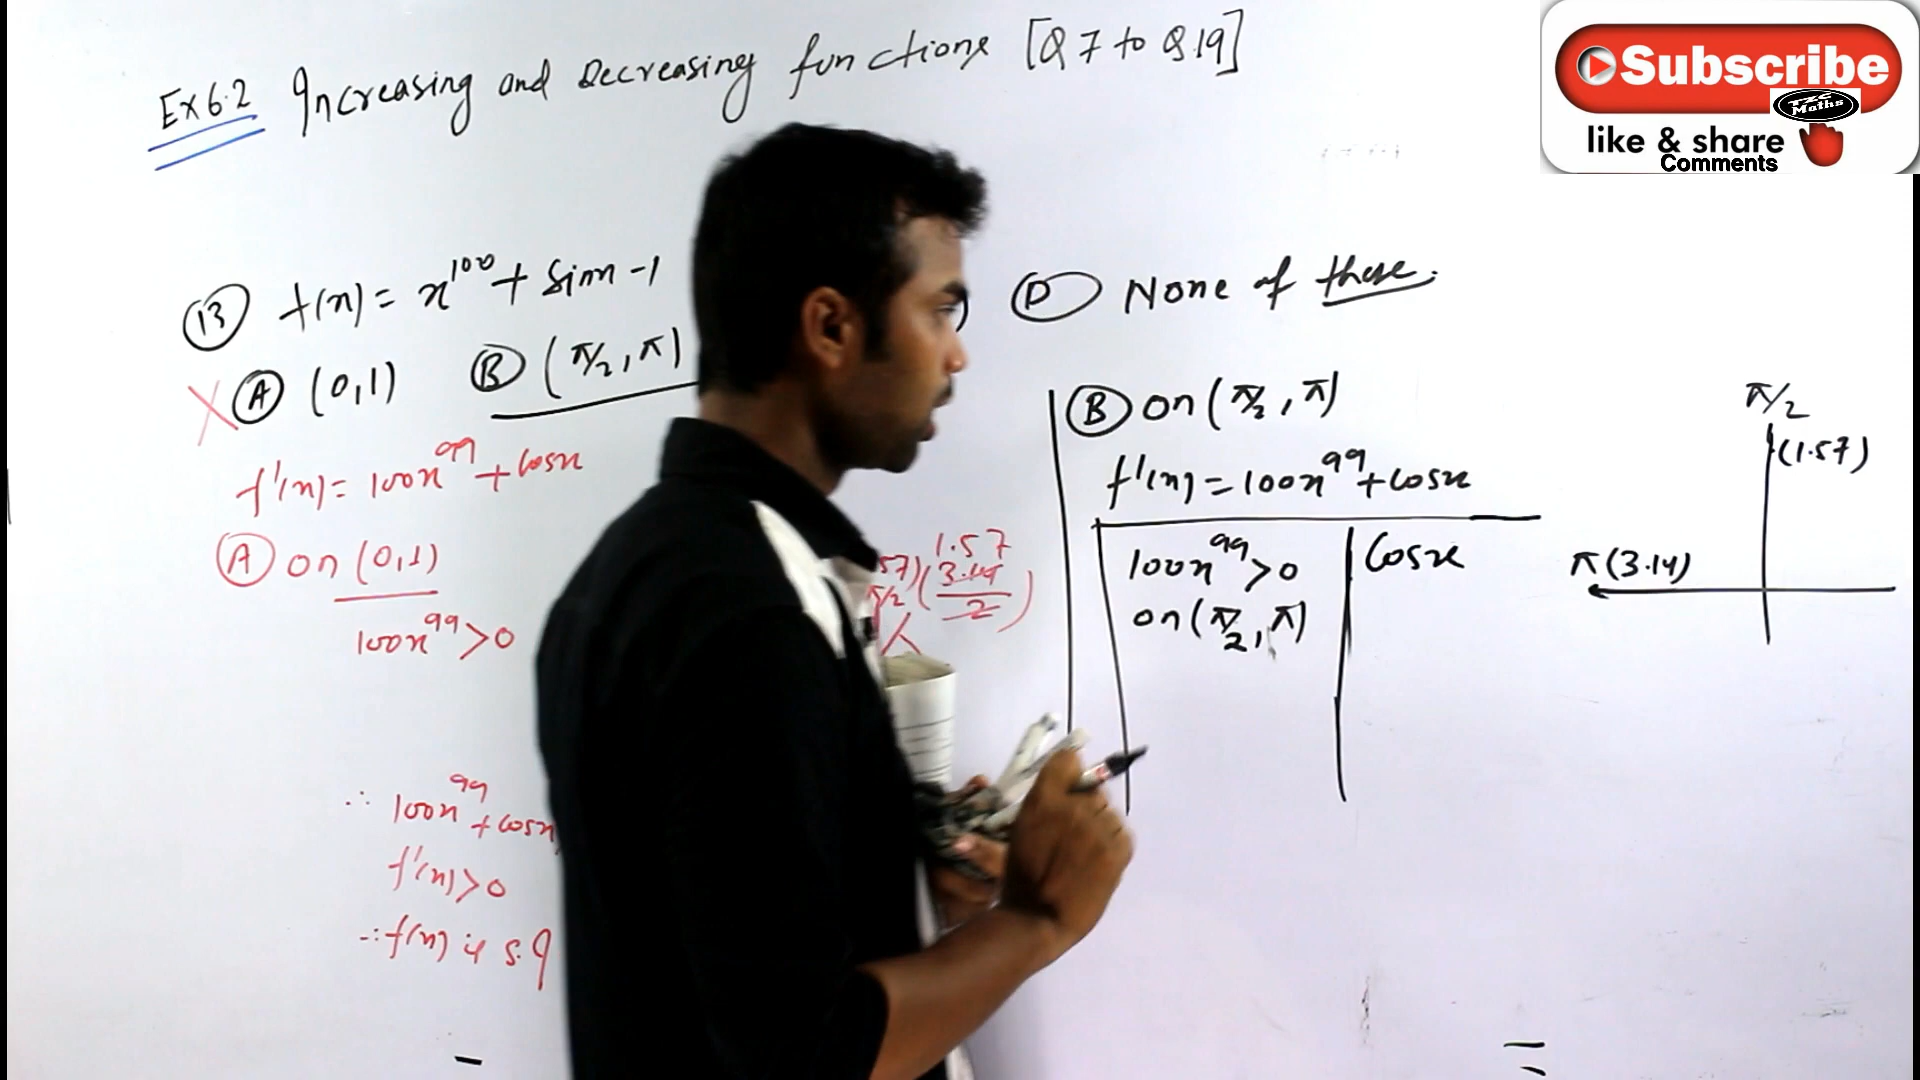 Ex 6.2 Increasing and Decreasing functions [Q 7 to Q.19]
Subscribe
TZC Maths
like & share
Comments
(13) f(x) = x^100 + sinx - 1
(D) None of these.
X (A) (0,1) (B) (π/2, π)
f'(x) = 100x^99 + cosx
(A) on (0,1)
100x^99 > 0
∴ 100x^99 + cosx
f'(x) > 0
∴ f(x) is S.
57) (1.57
π/2 3.14
2)
(B) on (π/2, π)
f'(x) = 100x^99 + cosx
100x^99 > 0
on (π/2, π)
cosx
π/2
(1.57)
π (3.14)